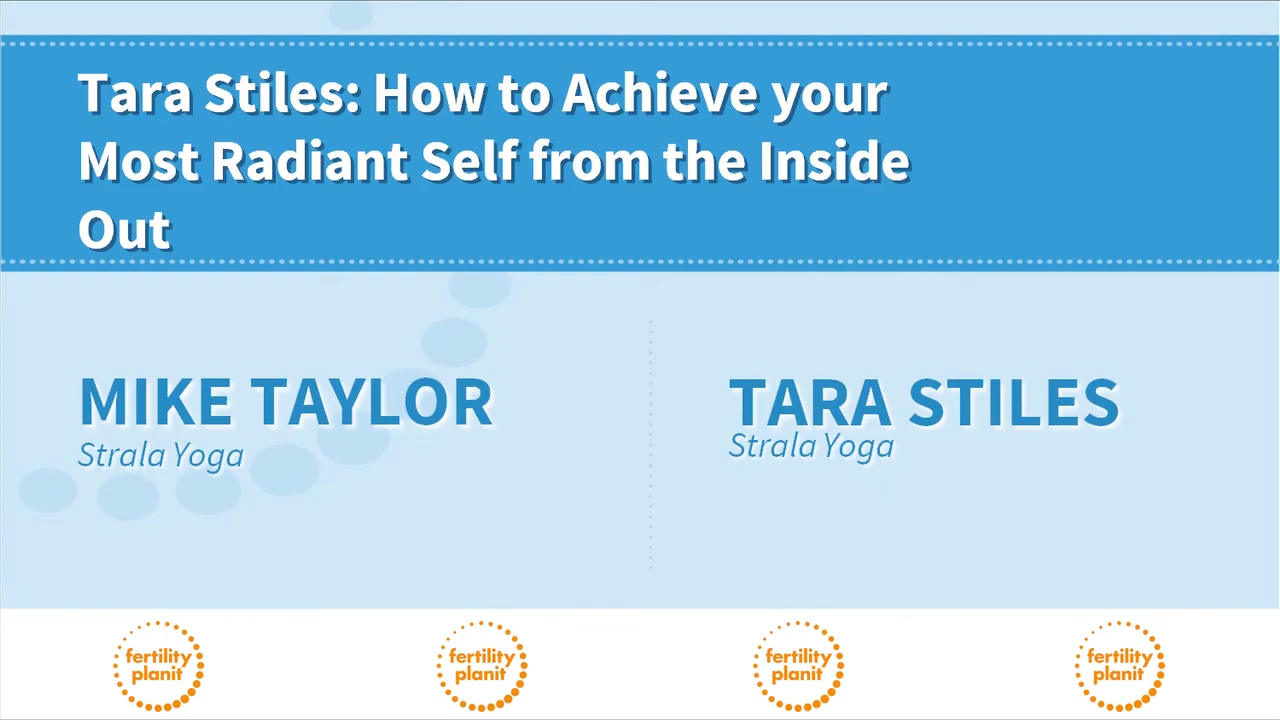 Tara Stiles: How to Achieve your
Most Radiant Self from the Inside
Out
MIKE TAYLOR
Strala Yoga
TARA STILES
Strala Yoga
fertility
planit
fertility
planit
fertility
planit
fertility
planit